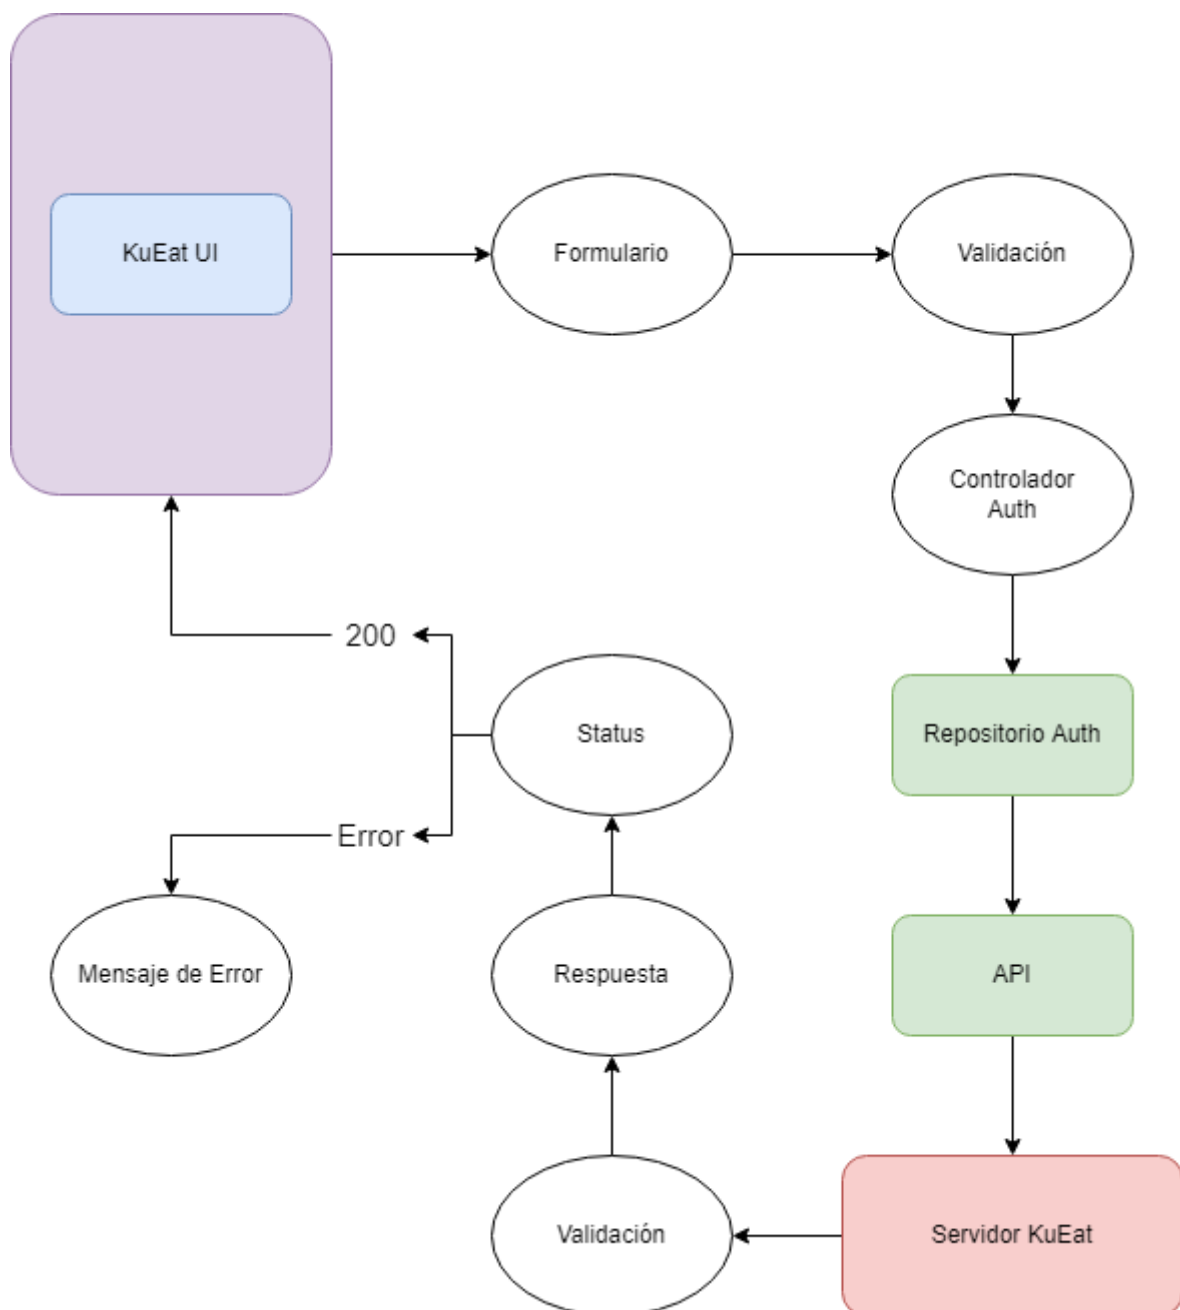 KuEat UI
Formulario
Validación
Controlador
Auth
200
Status
Repositorio Auth
Error
Mensaje de Error
Respuesta
API
Validación
Servidor KuEat